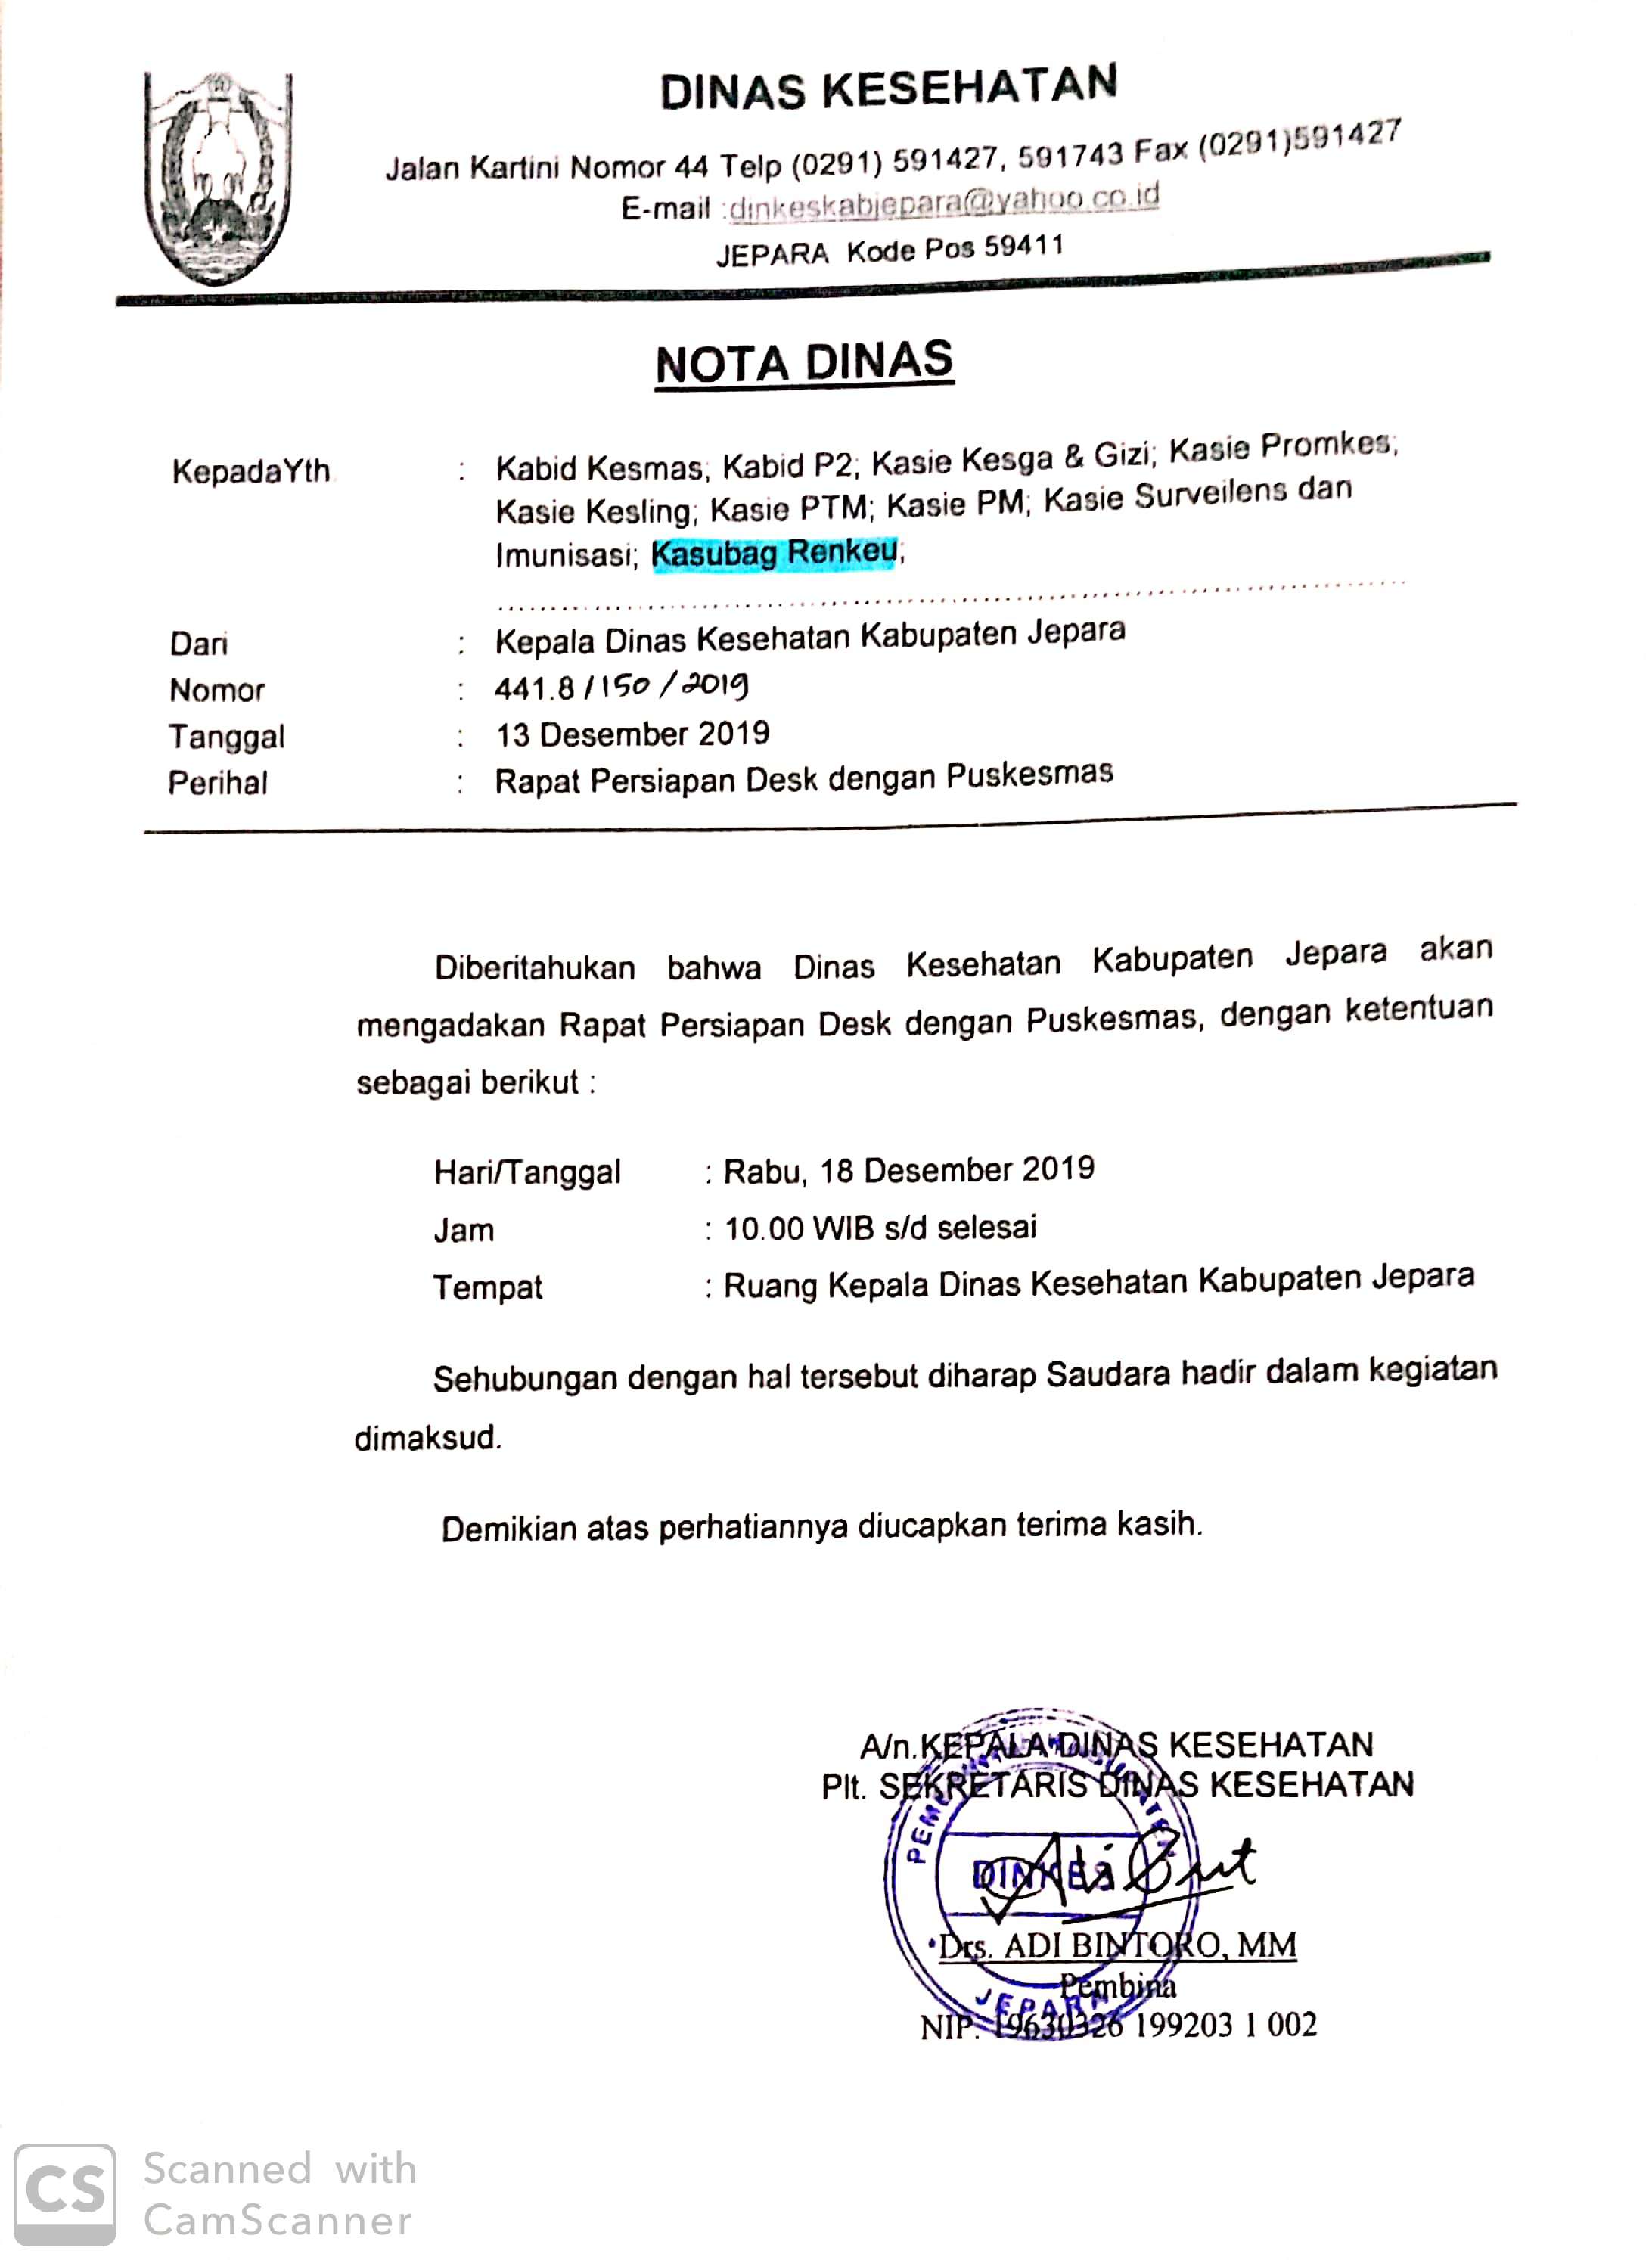 DINAS KESEHATAN
Jalan Kartini Nomor 44 Telp (0291) 591427, 591743 Fax (0291)591427
E-mail :dinkeskabjepara@yahoo.co.id
JEPARA Kode Pos 59411
NOTA DINAS
KepadaYth : Kabid Kesmas; Kabid P2; Kasie Kesga & Gizi; Kasie Promkes;
Kasie Kesling; Kasie PTM; Kasie PM; Kasie Surveilens dan
Imunisasi; Kasubag Renkeu;
Dari : Kepala Dinas Kesehatan Kabupaten Jepara
Nomor : 441.8/150/2019
Tanggal : 13 Desember 2019
Perihal : Rapat Persiapan Desk dengan Puskesmas
Diberitahukan bahwa Dinas Kesehatan Kabupaten Jepara akan
mengadakan Rapat Persiapan Desk dengan Puskesmas, dengan ketentuan
sebagai berikut :
Hari/Tanggal : Rabu, 18 Desember 2019
Jam : 10.00 WIB s/d selesai
Tempat : Ruang Kepala Dinas Kesehatan Kabupaten Jepara
Sehubungan dengan hal tersebut diharap Saudara hadir dalam kegiatan
dimaksud.
Demikian atas perhatiannya diucapkan terima kasih.
A/n.KEPALA DINAS KESEHATAN
Plt. SEKRETARIS DINAS KESEHATAN
DINKES
Drs. ADI BINTORO, MM
Pembina
JEPARA
NIP. 19630326 199203 1 002
CS Scanned with
CamScanner